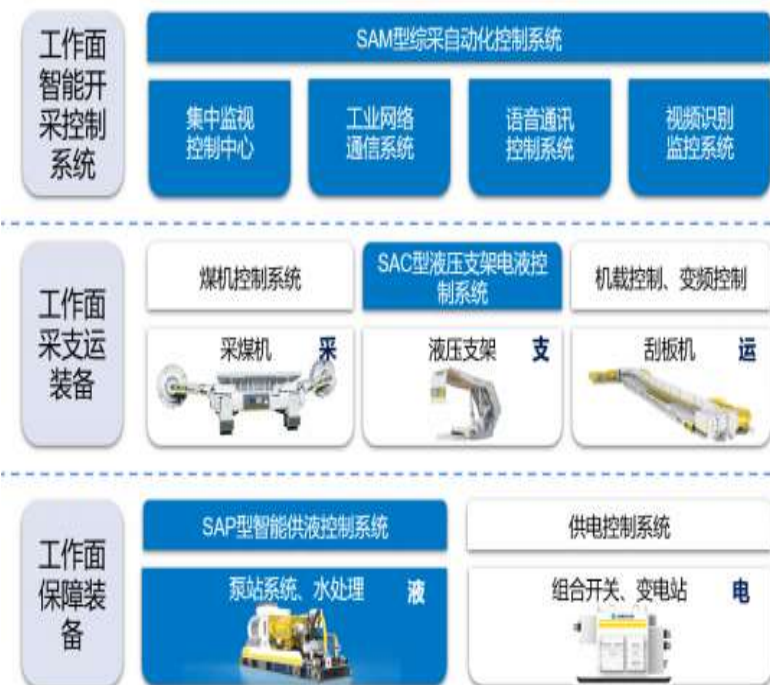 工作面
智能开
采控制
系统
SAM型综采自动化控制系统
集中监视
控制中心
工业网络
通信系统
语音通讯
控制系统
视频识别
监控系统
工作面
采支运
装备
煤机控制系统
SAC型液压支架电液控
制系统
机载控制、变频控制
采煤机
采
液压支架
支
刮板机
运
工作面
保障装
备
SAP型智能供液控制系统
供电控制系统
泵站系统、水处理
液
组合开关、变电站
电